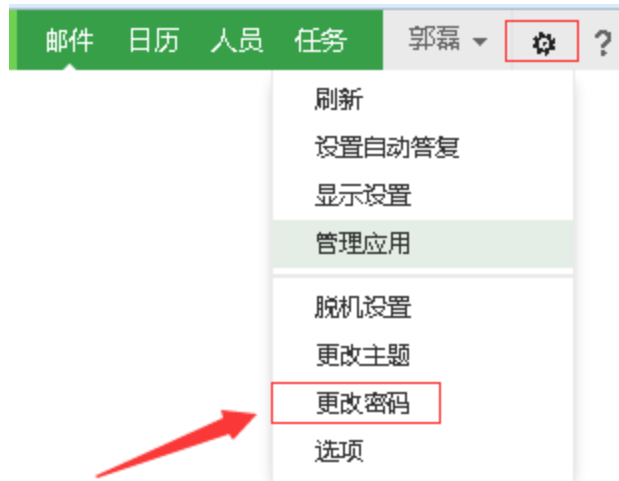 邮件 日历 人员 任务 郭磊 ?
刷新
设置自动答复
显示设置
管理应用
脱机设置
更改主题
更改密码
选项